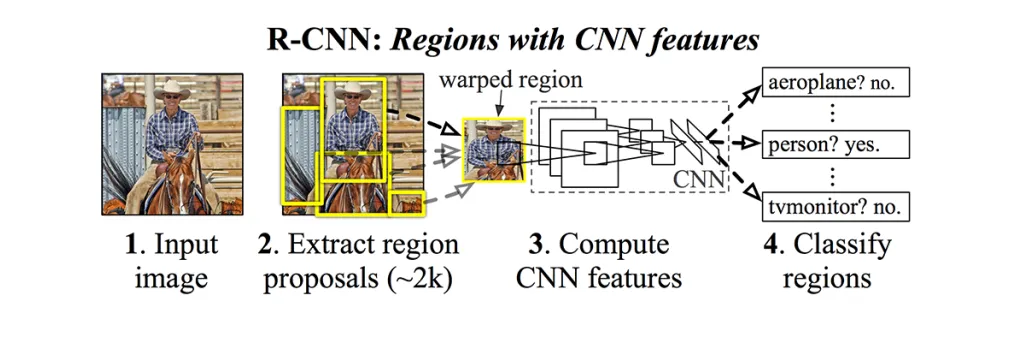 R-CNN: Regions with CNN features
warped region
aeroplane? no.
⋮
person? yes.
⋮
tvmonitor? no.
CNN
1. Input
image
2. Extract region
proposals (~2k)
3. Compute
CNN features
4. Classify
regions